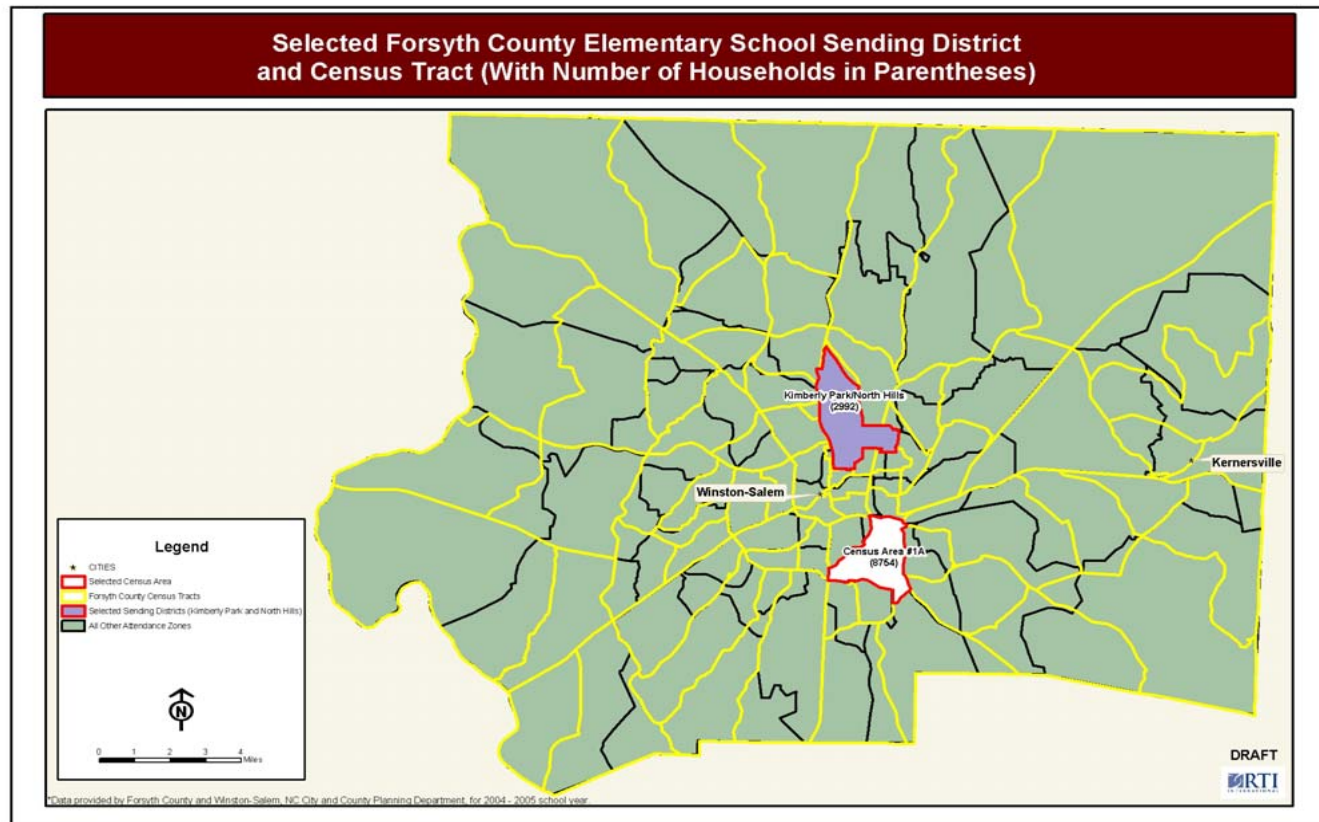 Selected Forsyth County Elementary School Sending District
and Census Tract (With Number of Households in Parentheses)
Kimberly Park/North Hills
(2992)
Kernersville
Winston-Salem
Census Area #1A
(8754)
Legend
CITIES
Selected Census Area
Forsyth County Census Tracts
Selected Sending Districts (Kimberly Park and North Hills)
All Other Attendance Zones
N
0 1 2 3 4
Miles
DRAFT
RTI
INTERNATIONAL
*Data provided by Forsyth County and Winston-Salem, NC City and County Planning Department, for 2004 - 2005 school year.